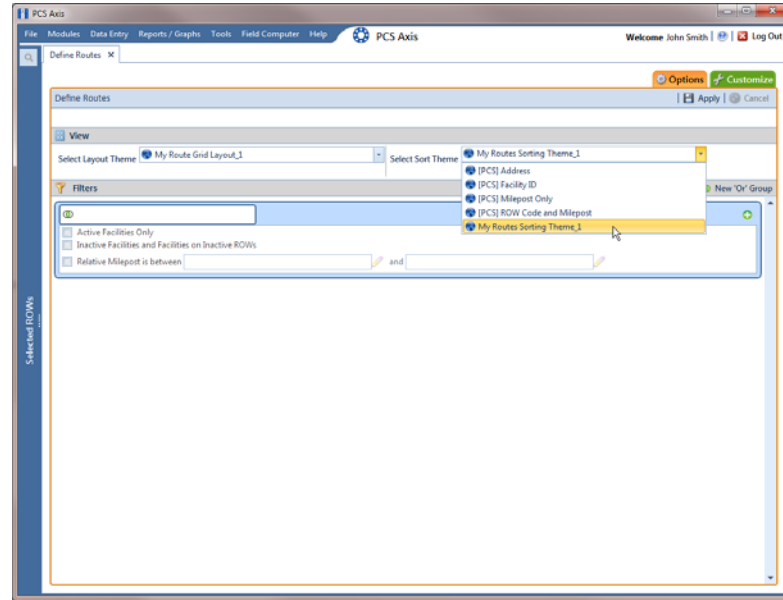 PCS Axis
File Modules Data Entry Reports / Graphs Tools Field Computer Help PCS Axis Welcome John Smith | | Log Out
Define Routes
Options Customize
Define Routes | Apply | Cancel
View
Select Layout Theme My Route Grid Layout_1 Select Sort Theme My Routes Sorting Theme_1
[PCS] Address
[PCS] Facility ID
[PCS] Milepost Only
[PCS] ROW Code and Milepost
My Routes Sorting Theme_1
Filters New 'Or' Group
Active Facilities Only
Inactive Facilities and Facilities on Inactive ROWs
Relative Milepost is between and
Selected ROWs